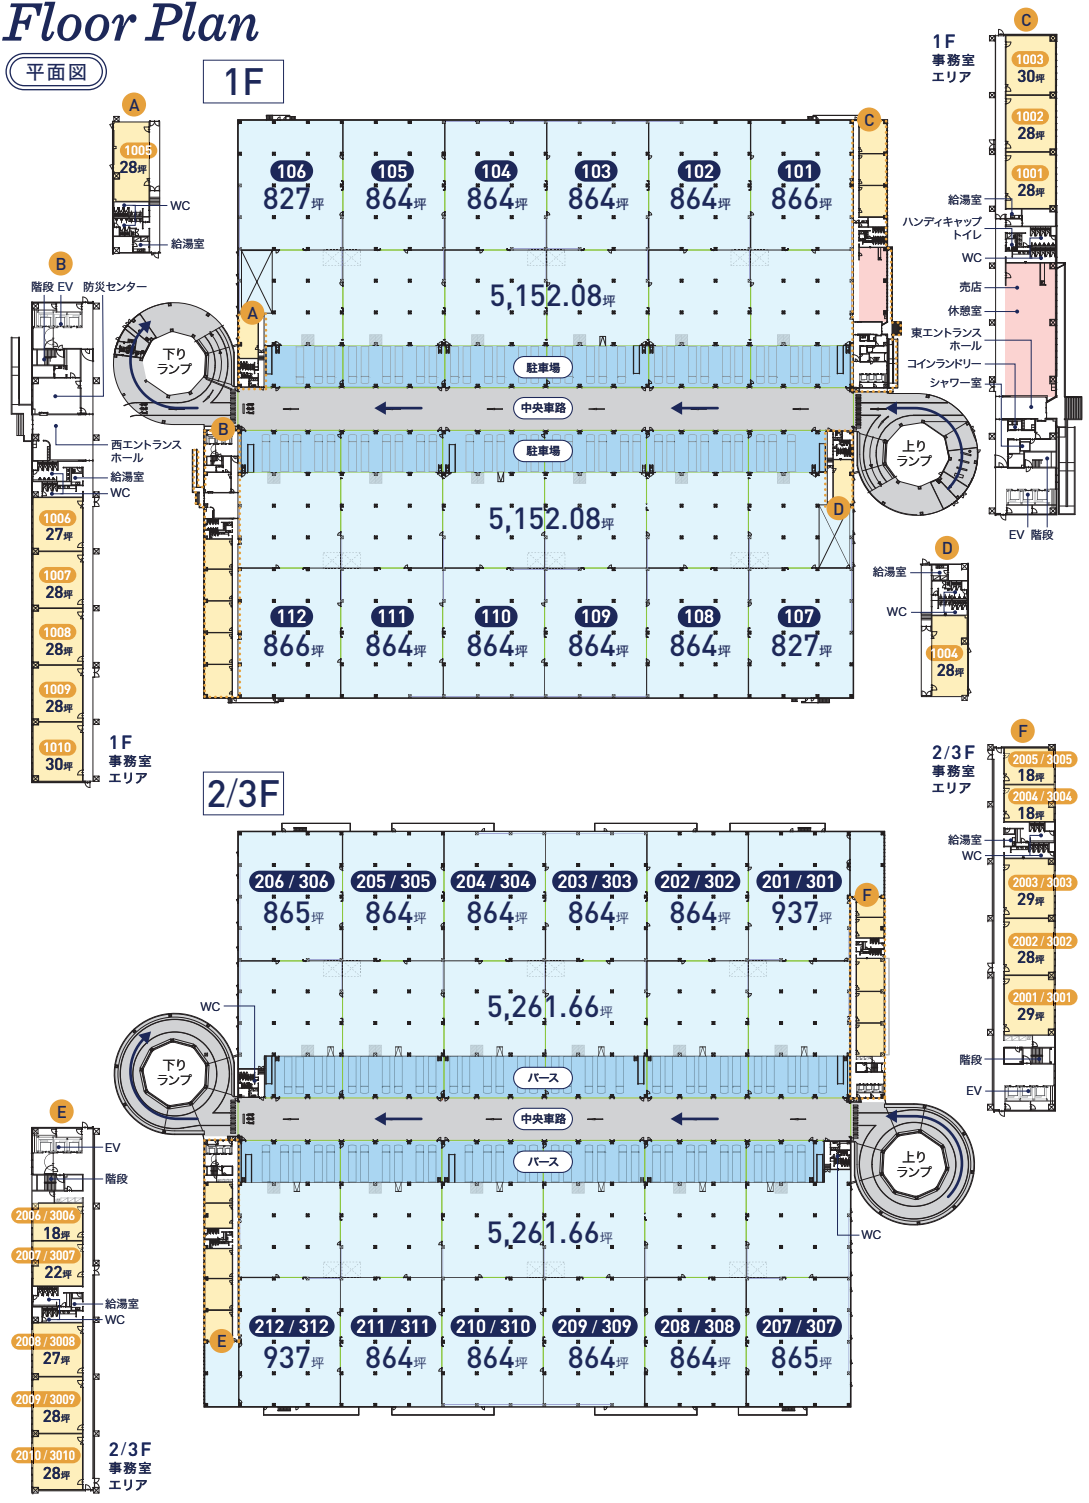 Floor Plan
平面図
1F
A
1005
28坪
WC
給湯室
B
階段 EV 防災センター
西エントランス
ホール
給湯室
WC
1006
27坪
1007
28坪
1008
28坪
1009
28坪
1010
30坪
1F
事務室
エリア
106
827坪
105
864坪
104
864坪
103
864坪
102
864坪
101
866坪
C
5,152.08坪
A
下り
ランプ
駐車場
中央車路
駐車場
上り
ランプ
B
D
5,152.08坪
112
866坪
111
864坪
110
864坪
109
864坪
108
864坪
107
827坪
C
1F
事務室
エリア
1003
30坪
1002
28坪
1001
28坪
給湯室
ハンディキャップ
トイレ
WC
売店
休憩室
東エントランス
ホール
コインランドリー
シャワー室
EV 階段
D
給湯室
WC
1004
28坪
2/3F
206 / 306
865坪
205 / 305
864坪
204 / 304
864坪
203 / 303
864坪
202 / 302
864坪
201 / 301
937坪
F
5,261.66坪
WC
下り
ランプ
バース
中央車路
バース
上り
ランプ
5,261.66坪
WC
E
212 / 312
937坪
211 / 311
864坪
210 / 310
864坪
209 / 309
864坪
208 / 308
864坪
207 / 307
865坪
F
2/3F
事務室
エリア
2005 / 3005
18坪
2004 / 3004
18坪
給湯室
WC
2003 / 3003
29坪
2002 / 3002
28坪
2001 / 3001
29坪
階段
EV
E
EV
階段
2006 / 3006
18坪
2007 / 3007
22坪
給湯室
WC
2008 / 3008
27坪
2009 / 3009
28坪
2010 / 3010
28坪
2/3F
事務室
エリア